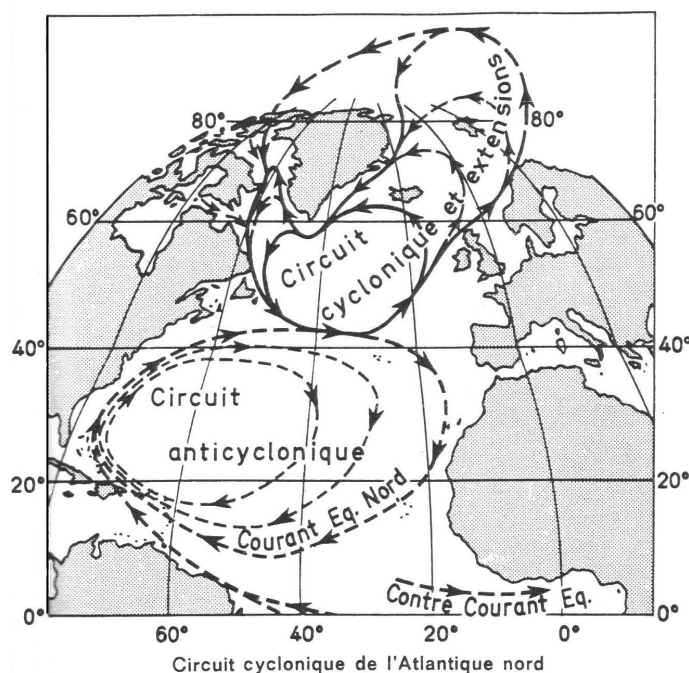 80°
80°
60°
60°
40°
40°
20°
20°
0°
0°
Circuit
cyclonique et extensions
Circuit
anticyclonique
Courant Eq. Nord
Contre Courant Eq.
60°
40°
20°
0°
Circuit cyclonique de l'Atlantique nord